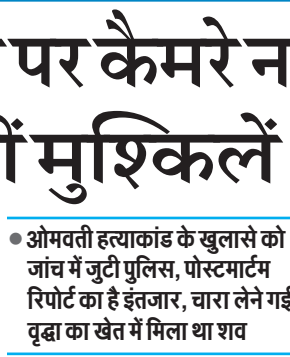 पर कैमरे न
मुश्किलें
ओमवती हत्याकांड के खुलासे को
जांच में जुटी पुलिस, पोस्टमार्टम
रिपोर्ट का है इंतजार, चारा लेने गई
वृद्धा का खेत में मिला था शव